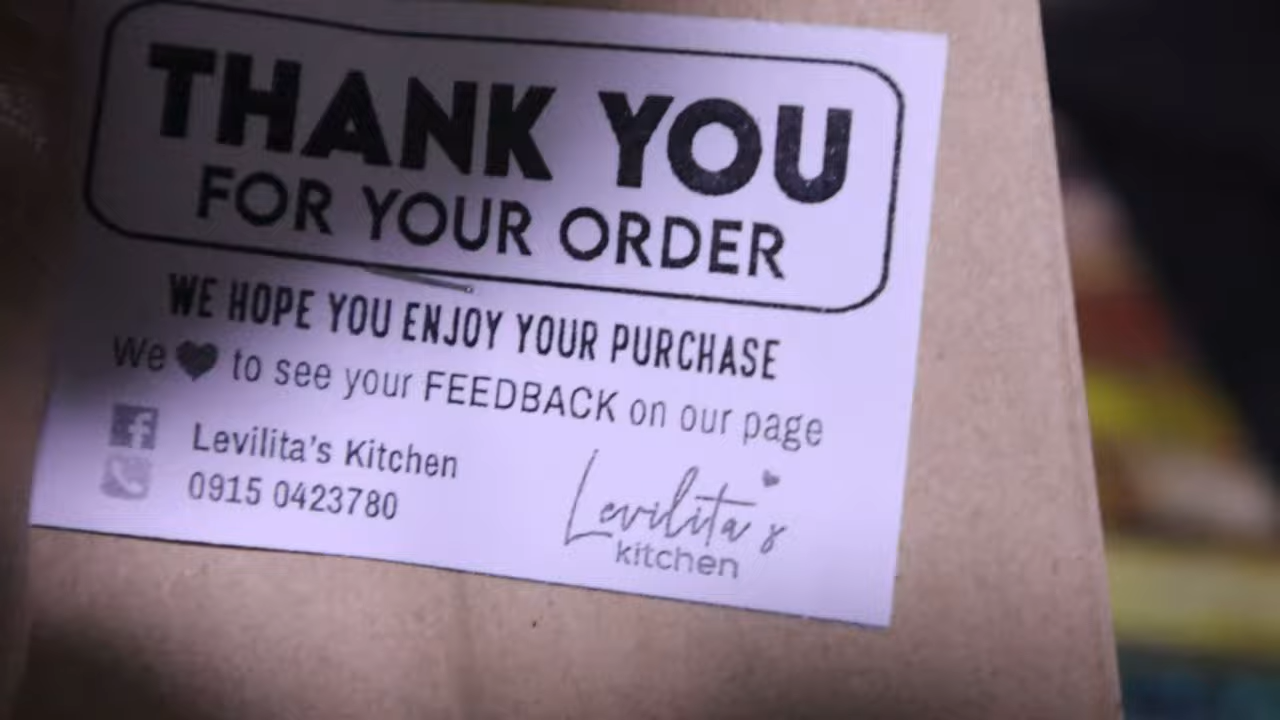 THANK YOU
FOR YOUR ORDER
WE HOPE YOU ENJOY YOUR PURCHASE
We ❤ to see your FEEDBACK on our page
Levilita's Kitchen
0915 0423780
Levilita's
kitchen